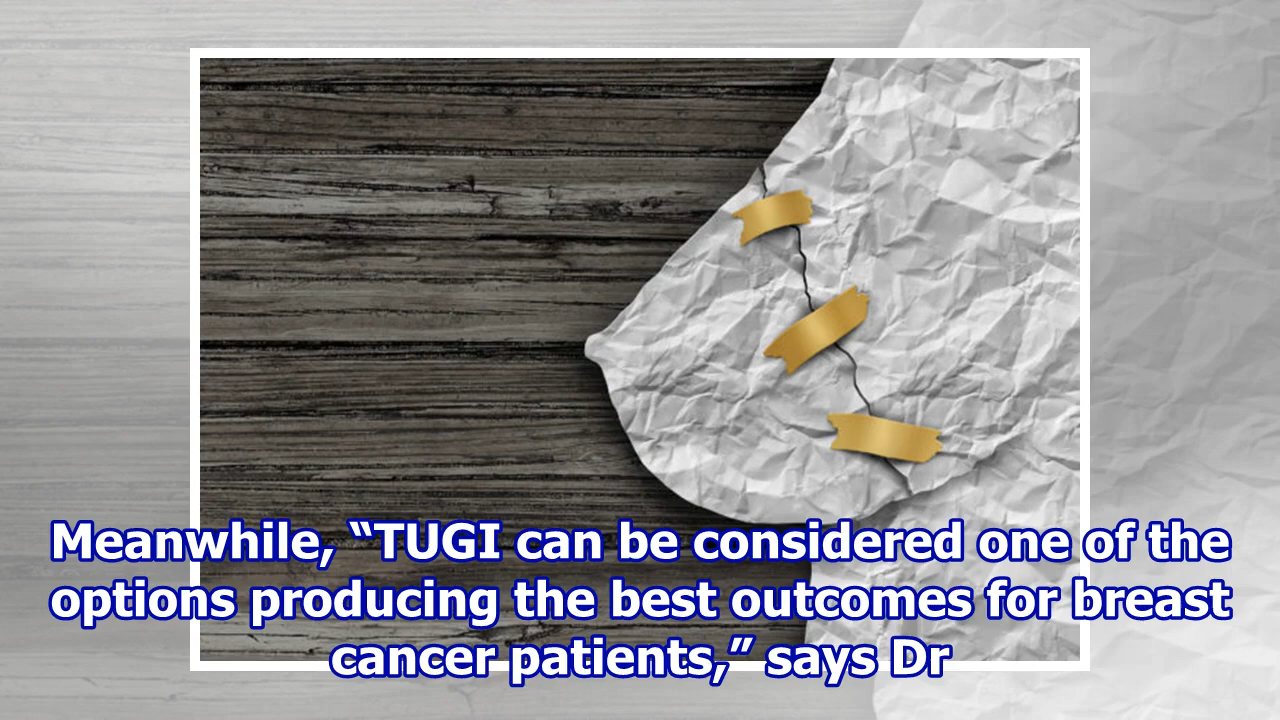 Meanwhile, “TUGI can be considered one of the
options producing the best outcomes for breast
cancer patients,” says Dr